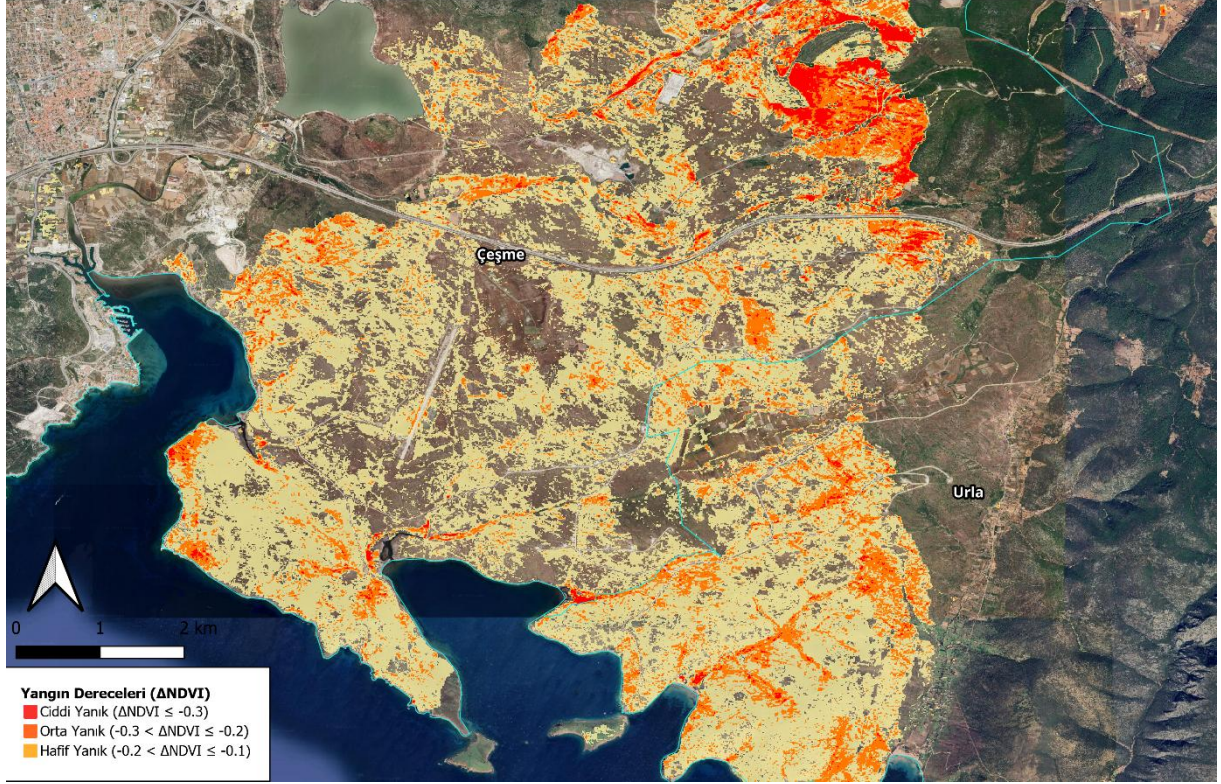 Çeşme
Urla
0 1 2 km
Yangın Dereceleri (ΔNDVI)
Ciddi Yanık (ΔNDVI ≤ -0.3)
Orta Yanık (-0.3 < ΔNDVI ≤ -0.2)
Hafif Yanık (-0.2 < ΔNDVI ≤ -0.1)